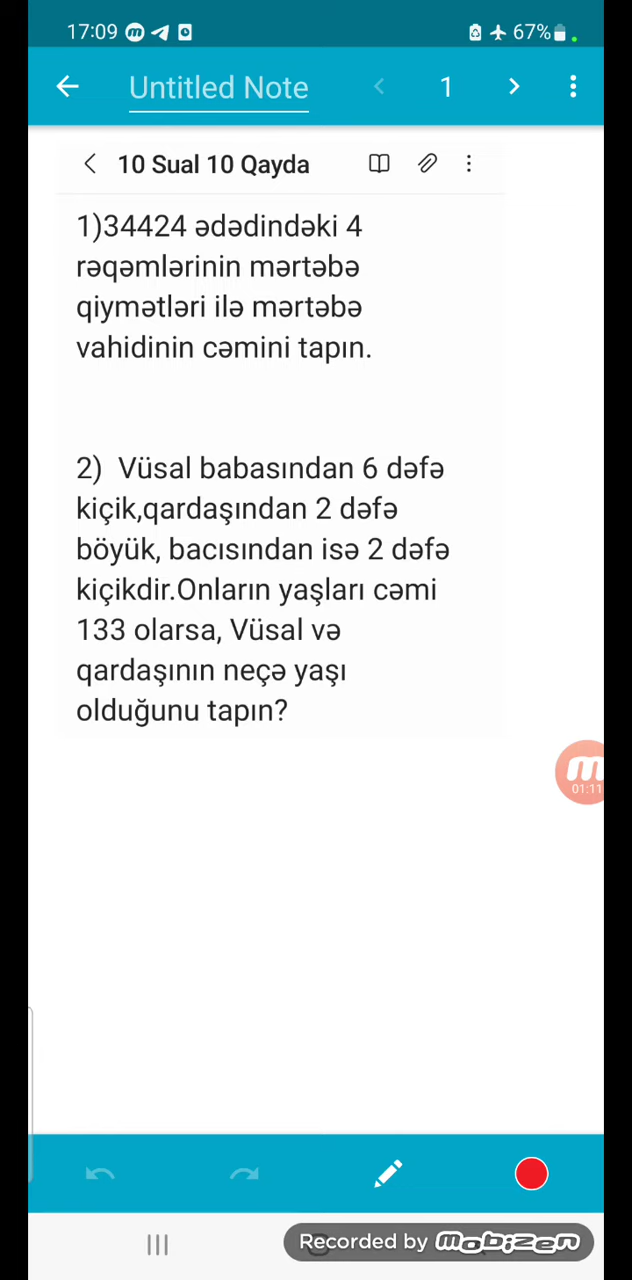 17:09 67%
Untitled Note 1
10 Sual 10 Qayda
1)34424 ədədindəki 4
rəqəmlərinin mərtəbə
qiymətləri ilə mərtəbə
vahidinin cəmini tapın.
2) Vüsal babasından 6 dəfə
kiçik,qardaşından 2 dəfə
böyük, bacısından isə 2 dəfə
kiçikdir.Onların yaşları cəmi
133 olarsa, Vüsal və
qardaşının neçə yaşı
olduğunu tapın?
m
01:11
Recorded by mobizen